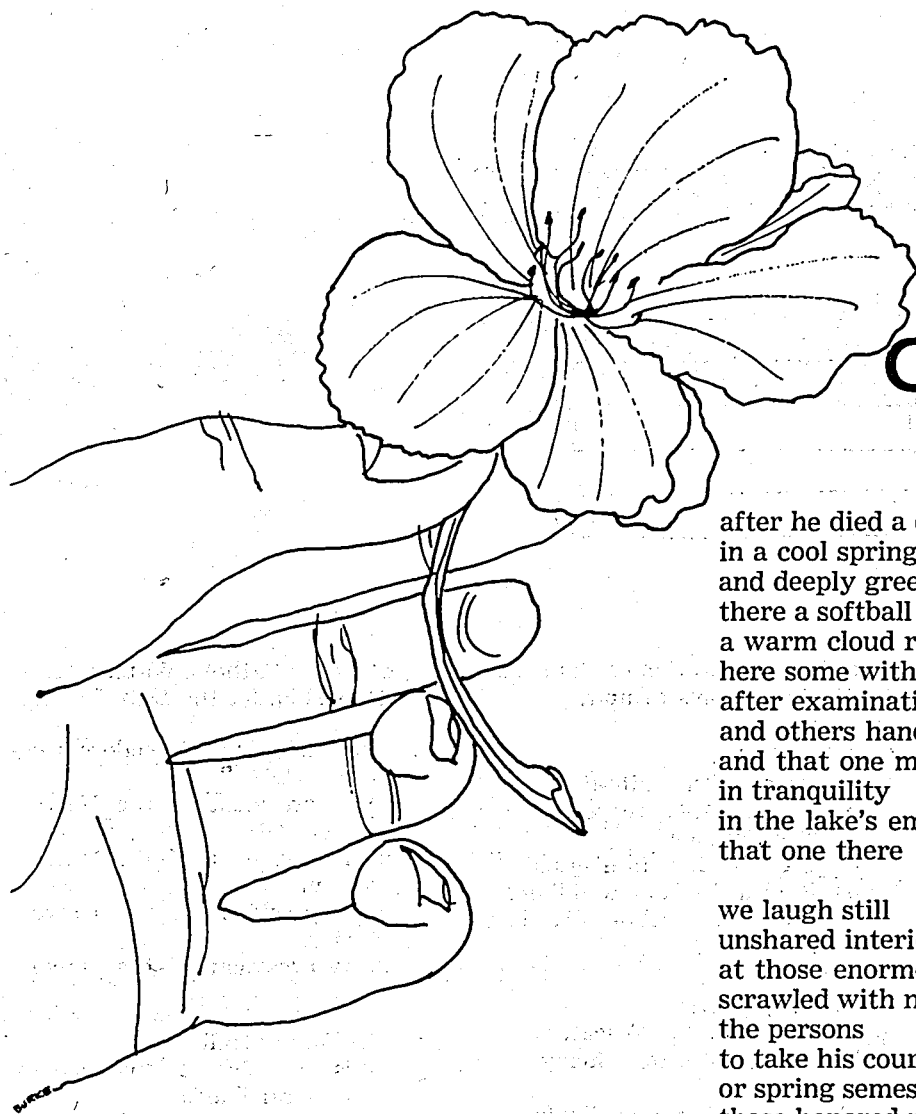 after he died a
in a cool spring
and deeply gree
there a softball
a warm cloud r
here some with
after examinati
and others hand
and that one m
in tranquility
in the lake's em
that one there

we laugh still
unshared interi
at those enorm
scrawled with n
the persons
to take his cour
or spring semes
BURKE